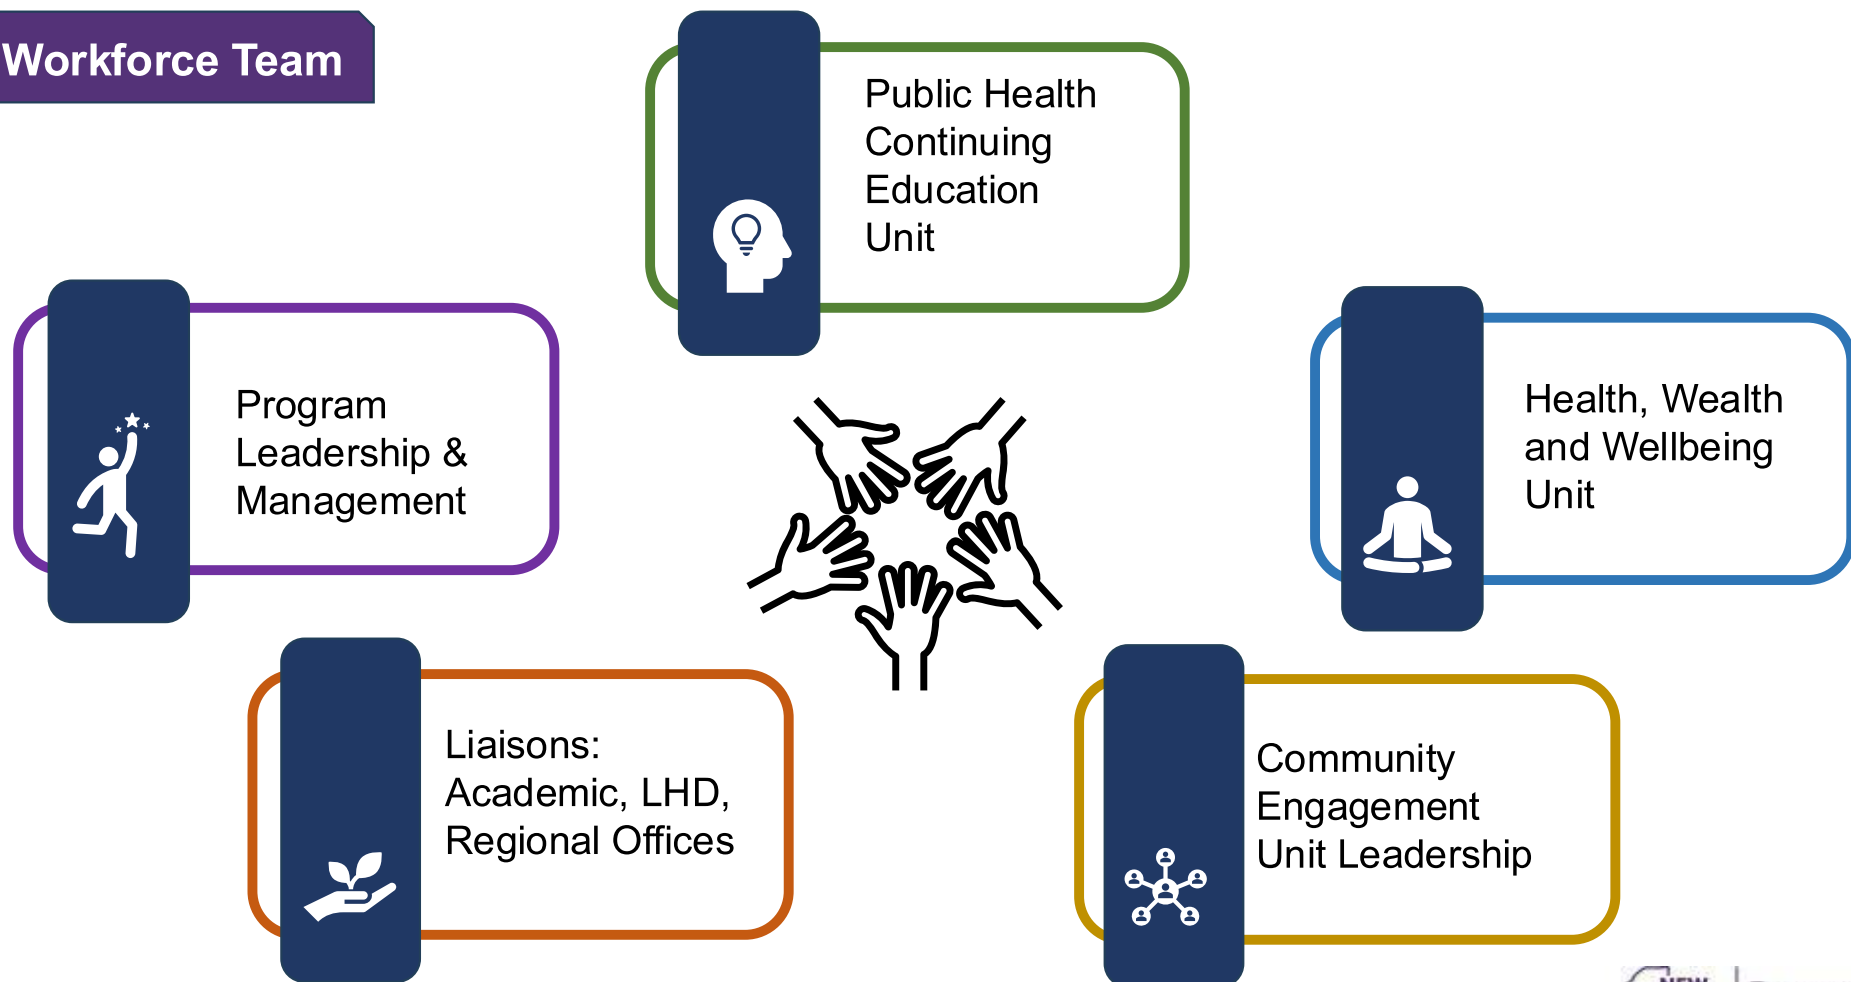 Workforce Team
Public Health
Continuing
Education
Unit
Program
Leadership &
Management
Health, Wealth
and Wellbeing
Unit
Liaisons:
Academic, LHD,
Regional Offices
Community
Engagement
Unit Leadership
NEW